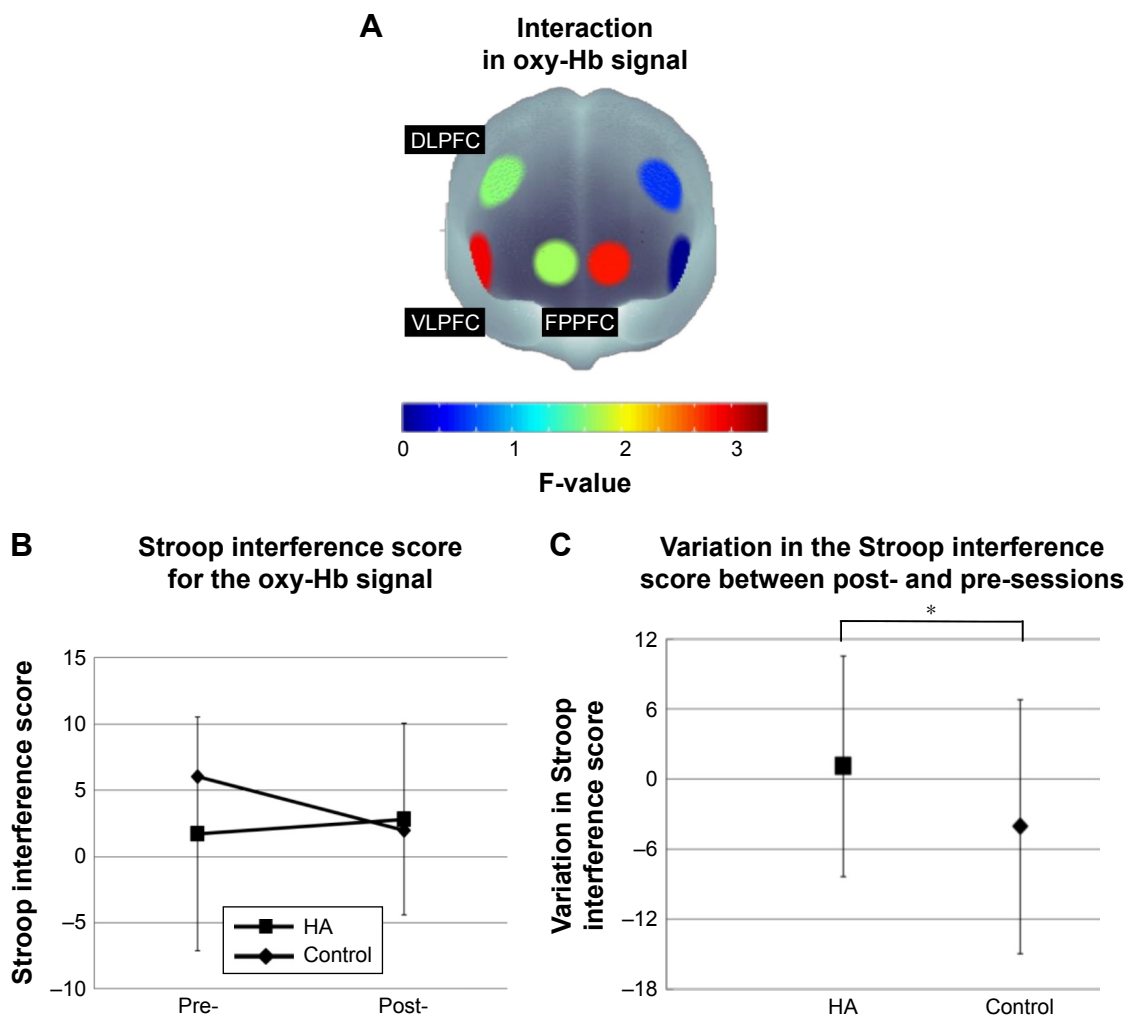 A
Interaction
in oxy-Hb signal
DLPFC
VLPFC
FPPFC
0 1 2 3
F-value
B
Stroop interference score
for the oxy-Hb signal
Stroop interference score
15
10
5
0
–5
–10
HA
Control
Pre- Post-
C
Variation in the Stroop interference
score between post- and pre-sessions
*
Variation in Stroop
interference score
12
6
0
–6
–12
–18
HA Control